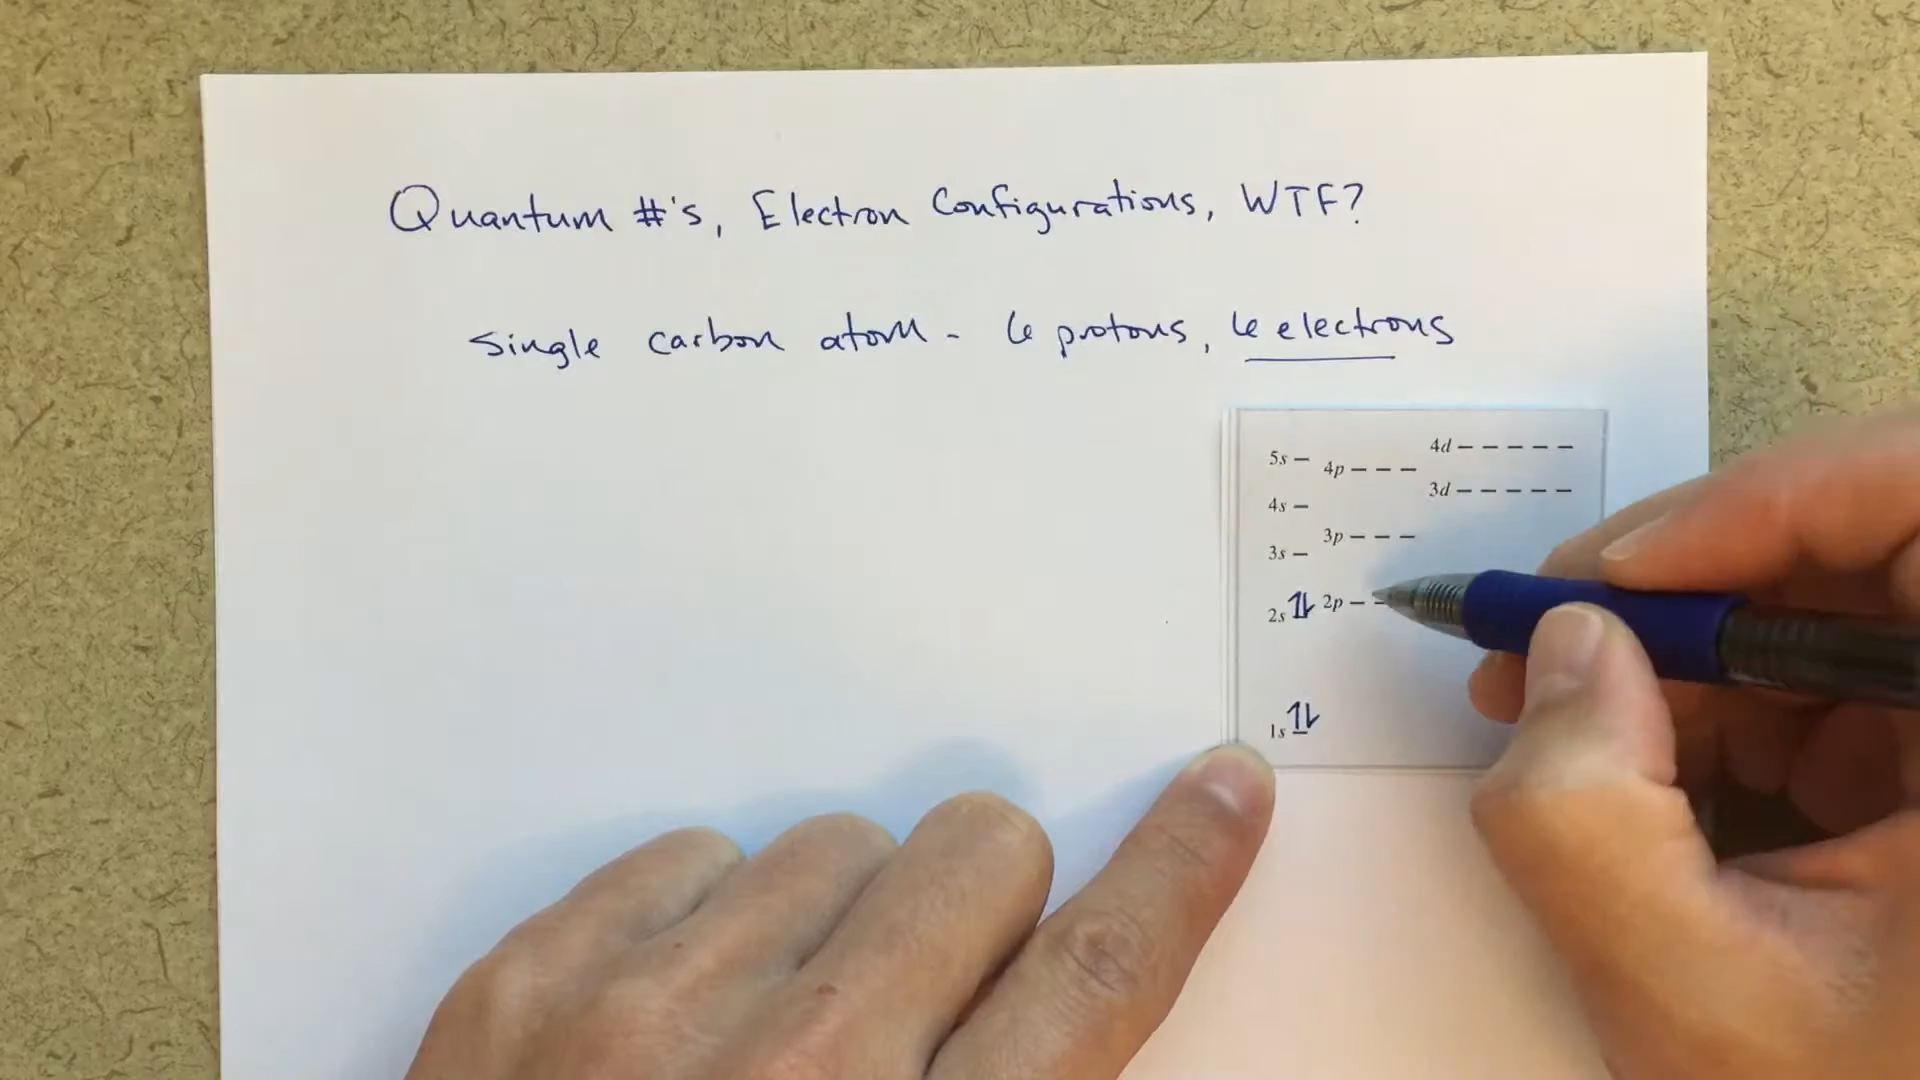 Quantum #'s, Electron Configurations, WTF?
Single carbon atom - 6 protons, 6 electrons
4d
5s 4p
3d
4s
3p
3s
2s 2p
1s